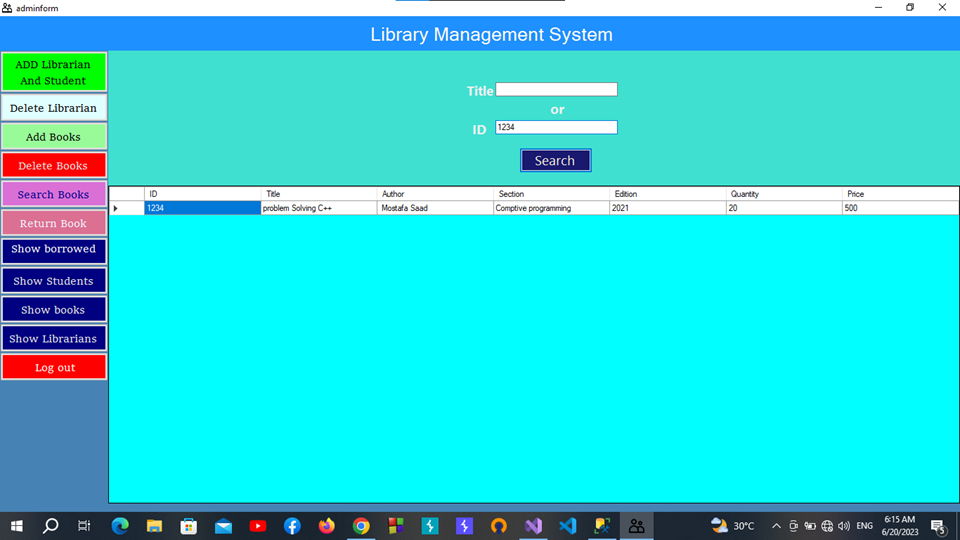 adminform
Library Management System
ADD Librarian
And Student
Delete Librarian
Add Books
Delete Books
Search Books
Return Book
Show borrowed
Show Students
Show books
Show Librarians
Log out
Title
or
ID 1234
Search
ID Title Author Section Edition Quantity Price
1234 problem Solving C++ Mostafa Saad Comptive programming 2021 20 500
30°C ENG 6:15 AM
6/20/2023 5